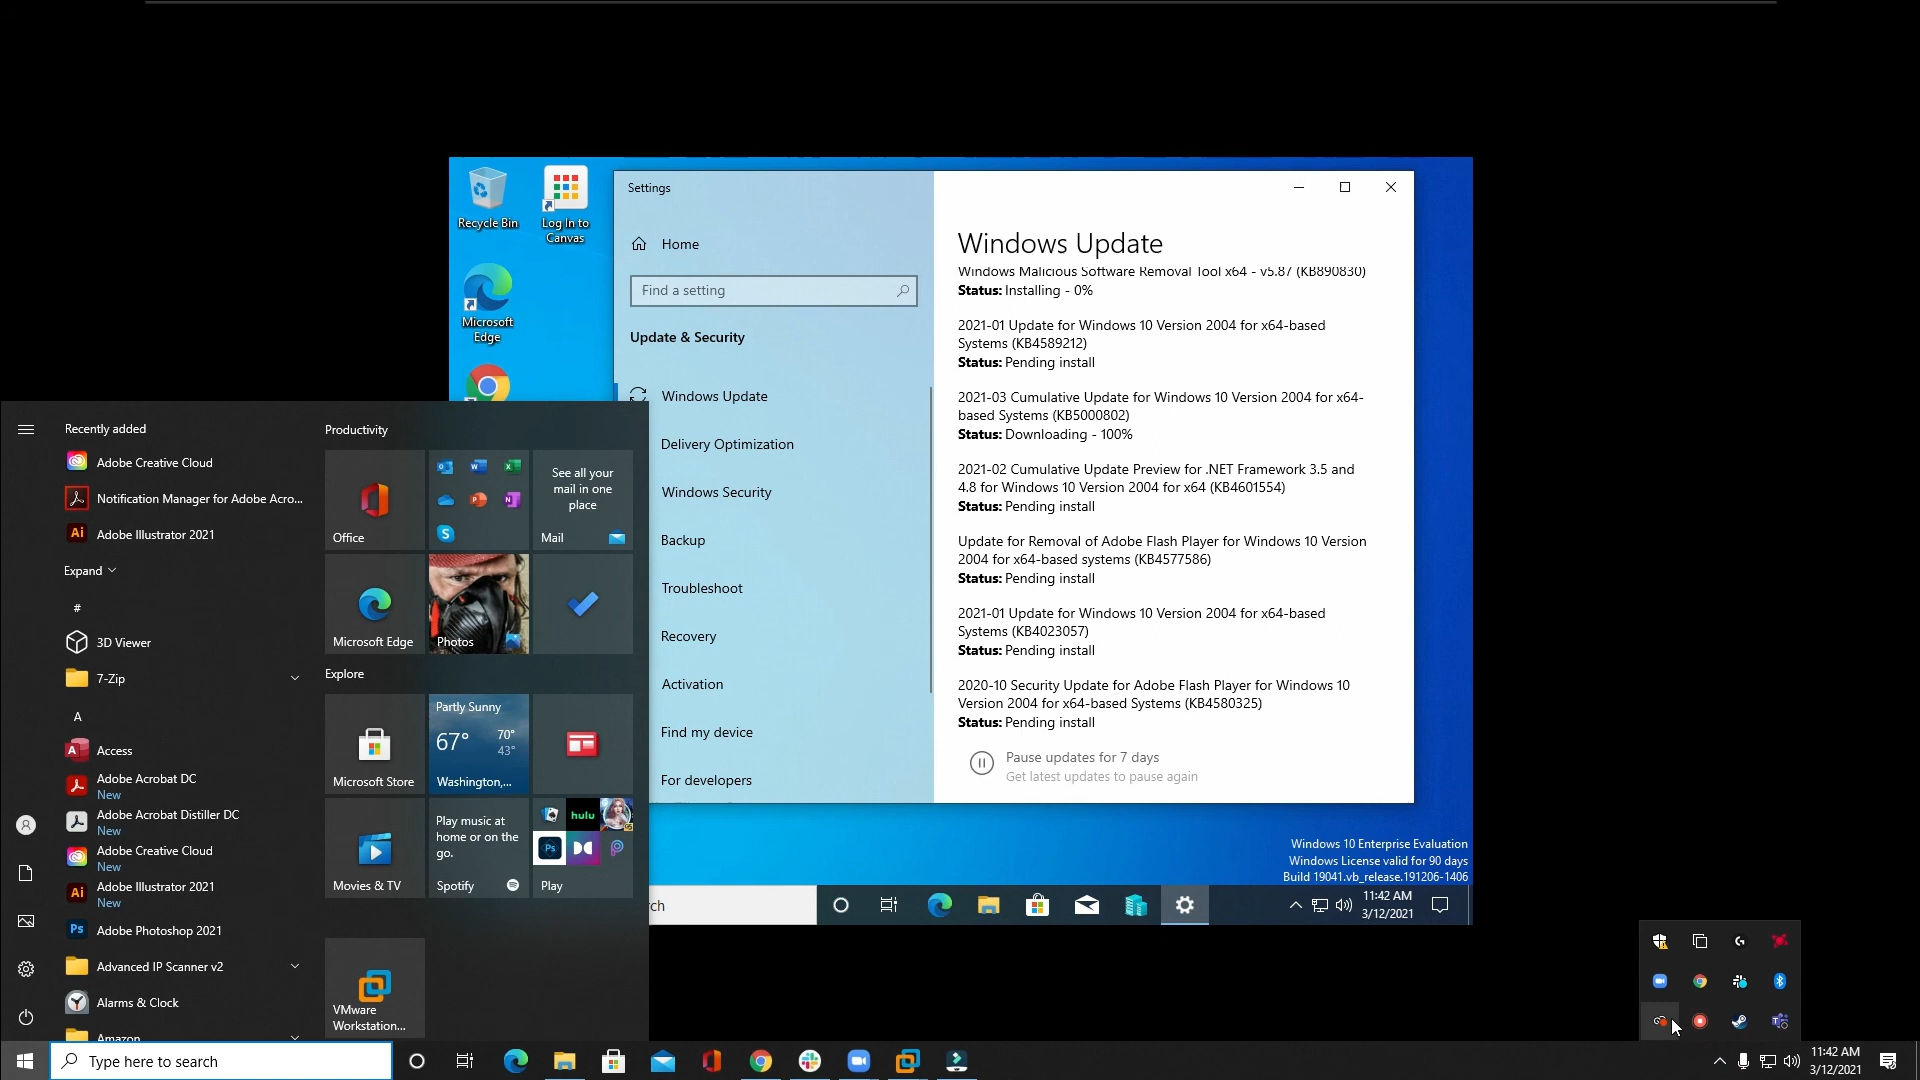 Recycle Bin
Log In to
Canvas
Microsoft
Edge
Settings
Home
Find a setting
Update & Security
Windows Update
Delivery Optimization
Windows Security
Backup
Troubleshoot
Recovery
Activation
Find my device
For developers
Windows Update
Windows Malicious Software Removal Tool x64 - v5.87 (KB890830)
Status: Installing - 0%
2021-01 Update for Windows 10 Version 2004 for x64-based
Systems (KB4589212)
Status: Pending install
2021-03 Cumulative Update for Windows 10 Version 2004 for x64-
based Systems (KB5000802)
Status: Downloading - 100%
2021-02 Cumulative Update Preview for .NET Framework 3.5 and
4.8 for Windows 10 Version 2004 for x64 (KB4601554)
Status: Pending install
Update for Removal of Adobe Flash Player for Windows 10 Version
2004 for x64-based systems (KB4577586)
Status: Pending install
2021-01 Update for Windows 10 Version 2004 for x64-based
Systems (KB4023057)
Status: Pending install
2020-10 Security Update for Adobe Flash Player for Windows 10
Version 2004 for x64-based Systems (KB4580325)
Status: Pending install
Pause updates for 7 days
Get latest updates to pause again
Windows 10 Enterprise Evaluation
Windows License valid for 90 days
Build 19041.vb_release.191206-1406
rch
11:42 AM
3/12/2021
Recently added
Adobe Creative Cloud
Notification Manager for Adobe Acro...
Ai Adobe Illustrator 2021
Expand
#
3D Viewer
7-Zip
A
A Access
Adobe Acrobat DC
New
Adobe Acrobat Distiller DC
New
Adobe Creative Cloud
New
Ai Adobe Illustrator 2021
New
Ps Adobe Photoshop 2021
Advanced IP Scanner v2
Alarms & Clock
Amazon
Productivity
Office
See all your
mail in one
place
Mail
Microsoft Edge
Photos
Explore
Microsoft Store
Partly Sunny
67° 70°
43°
Washington,...
Movies & TV
Play music at
home or on the
go.
Spotify
hulu
Ps
Play
VMware
Workstation...
Type here to search
11:42 AM
3/12/2021